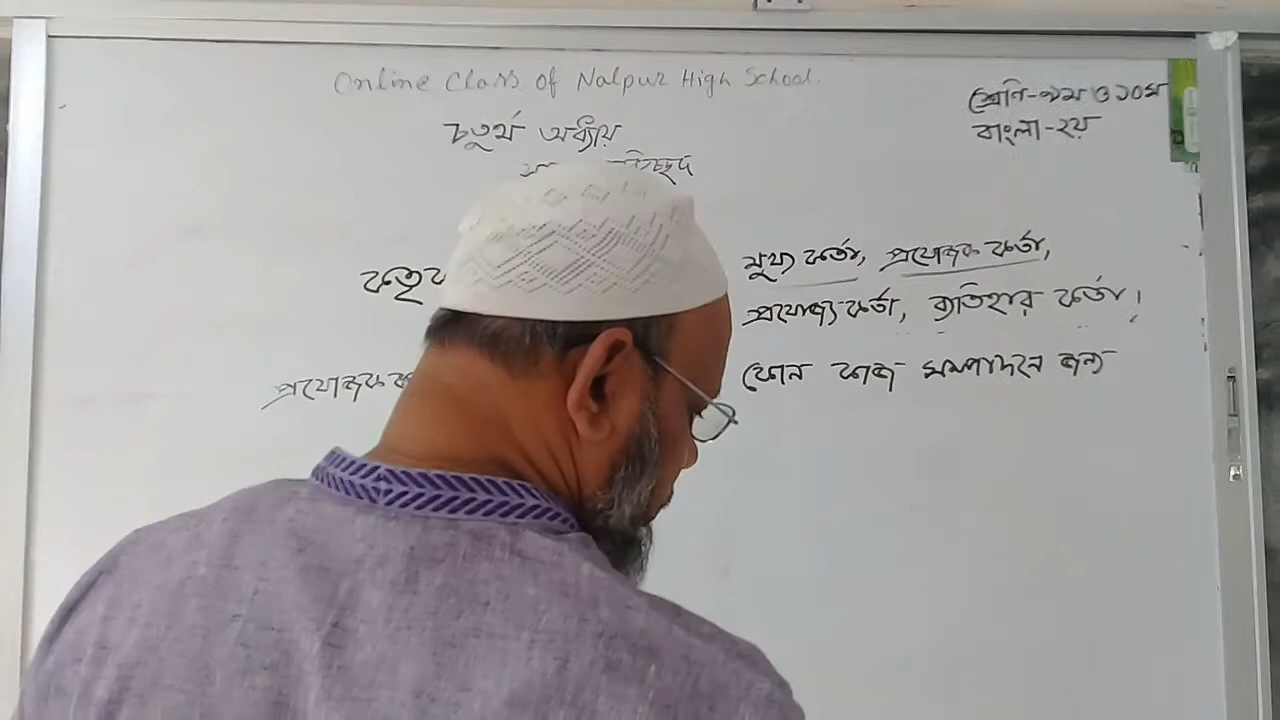 Online Class of Nalpur High School.
শ্রেণি-৯ম ও ১০ম
বাংলা-২য়
চতুর্থ অধ্যায়
মুখ্য কর্তা, প্রযোজক কর্তা,
প্রযোজ্য কর্তা, ব্যতিহার কর্তা।
প্রযোজক
কোন কাজ সম্পাদনে জন্য